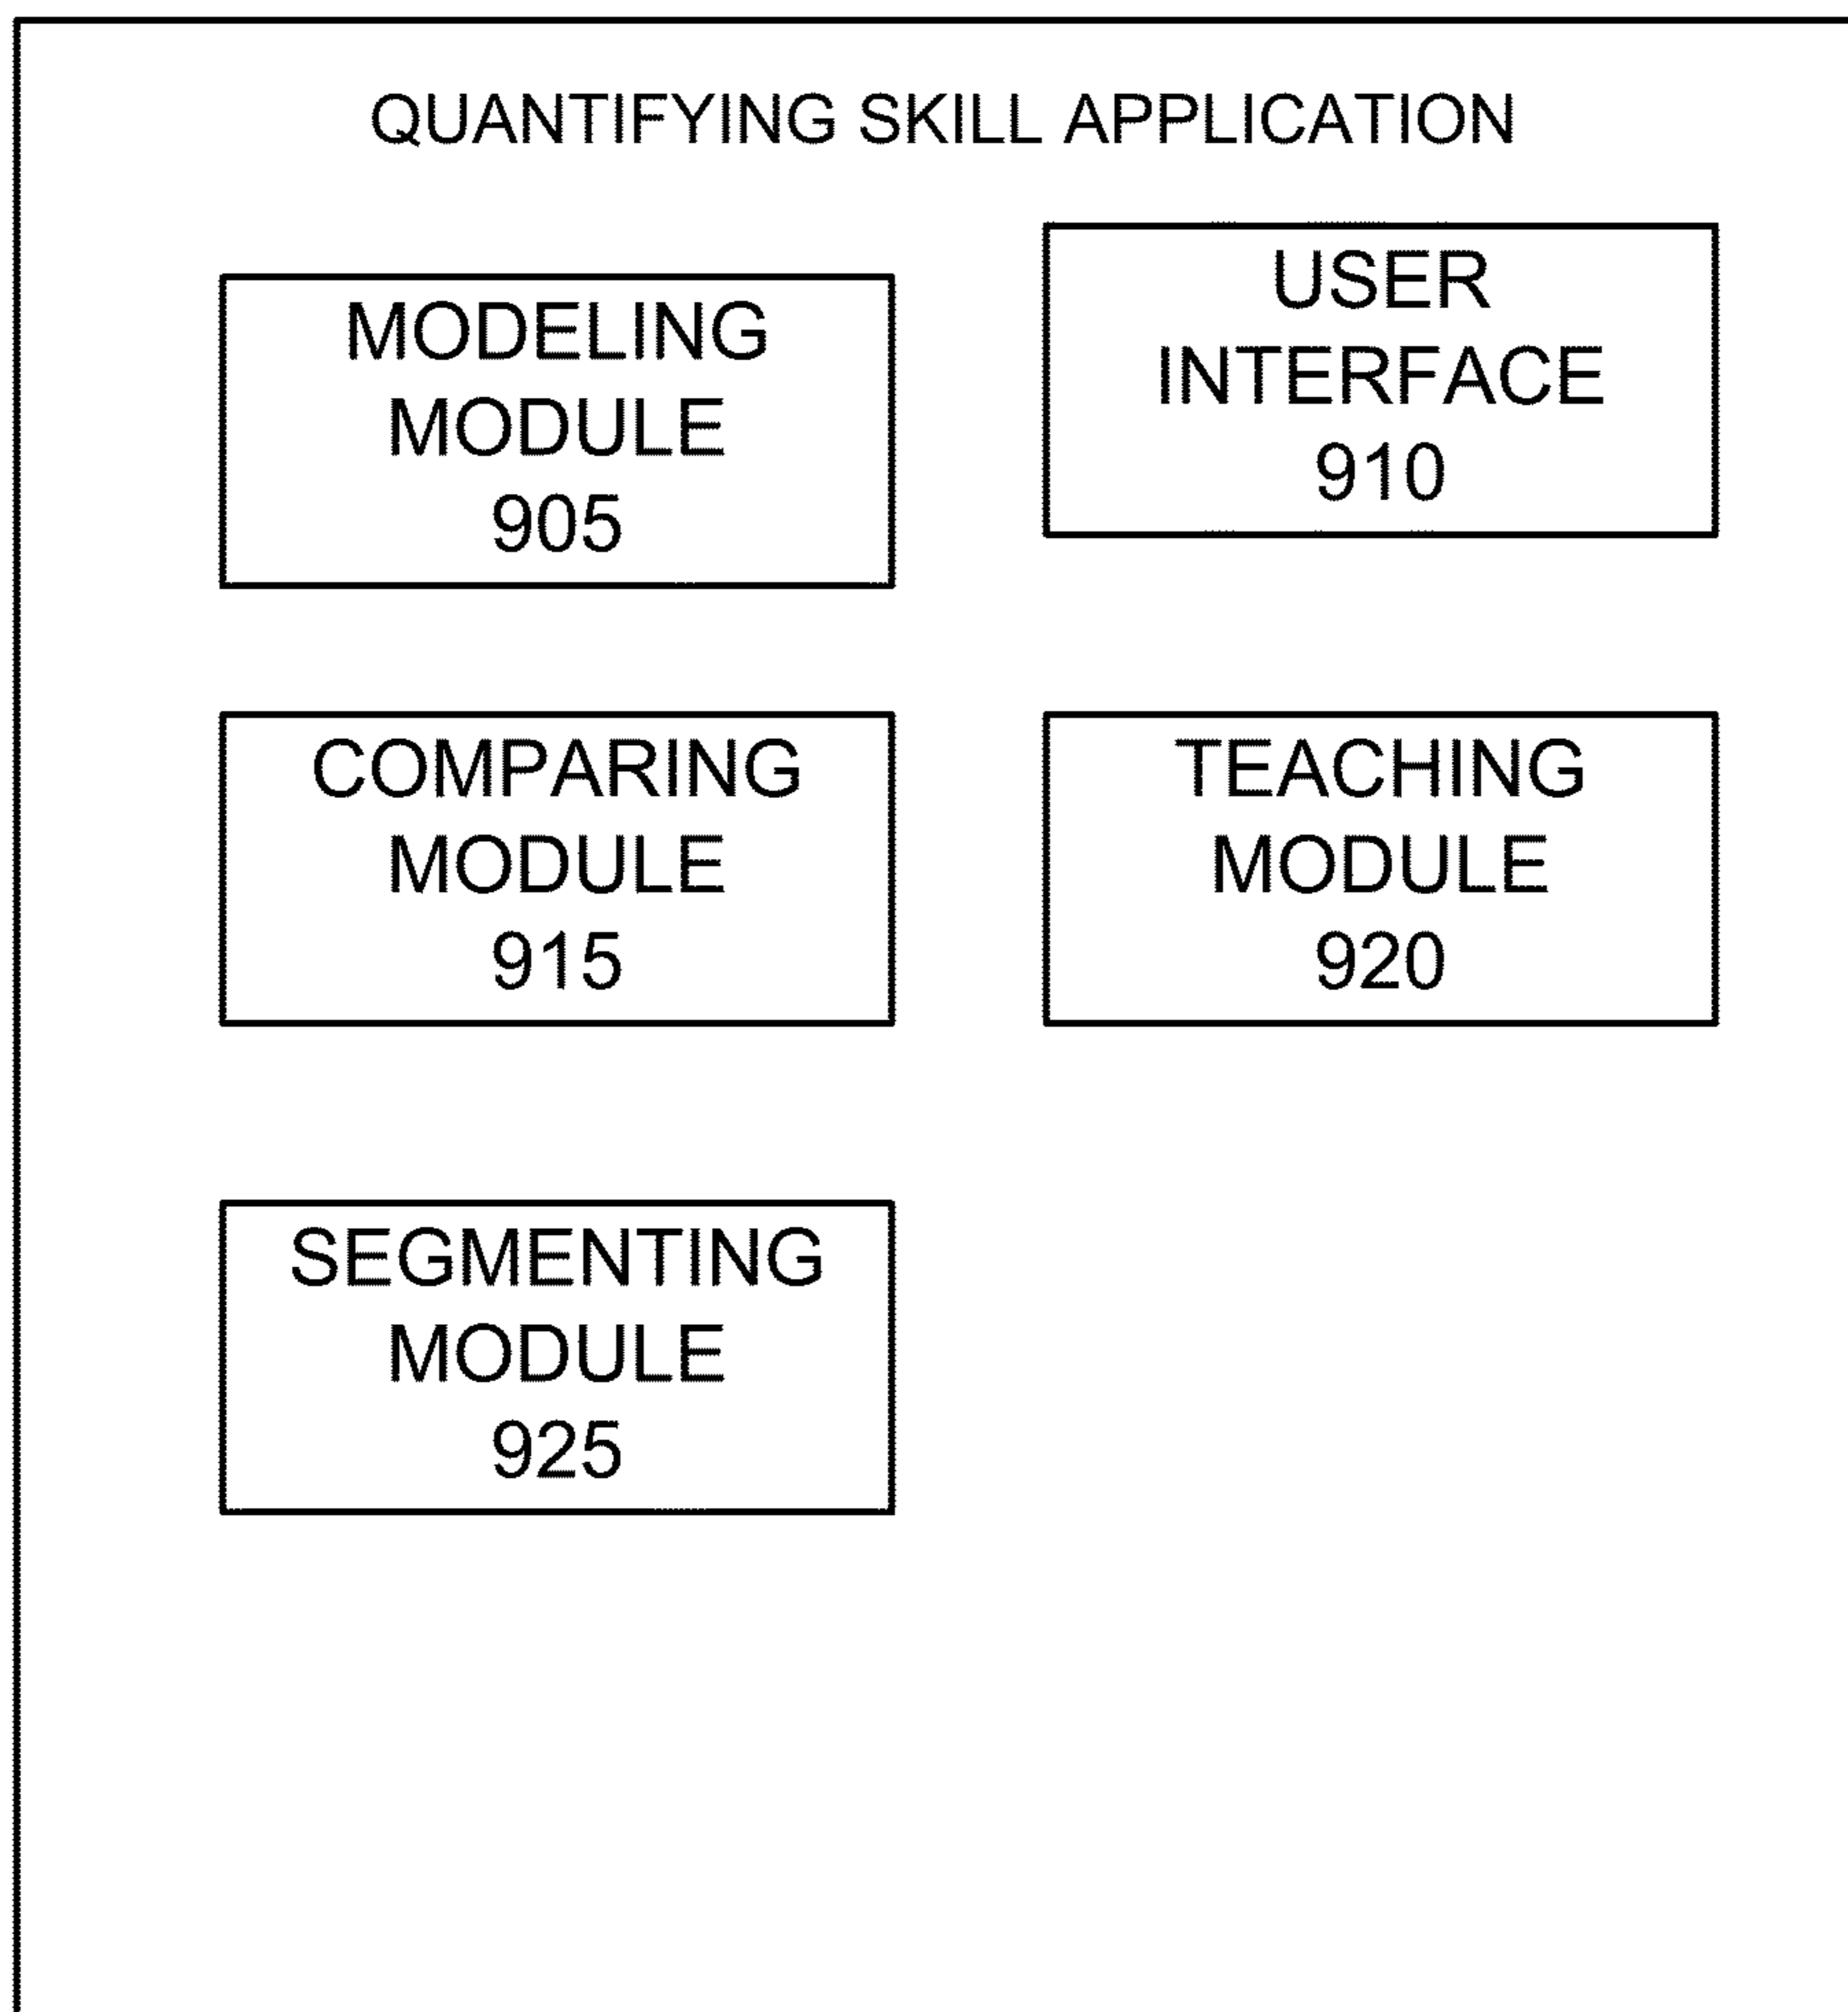 QUANTIFYING SKILL APPLICATION
MODELING
MODULE
905
USER
INTERFACE
910
COMPARING
MODULE
915
TEACHING
MODULE
920
SEGMENTING
MODULE
925